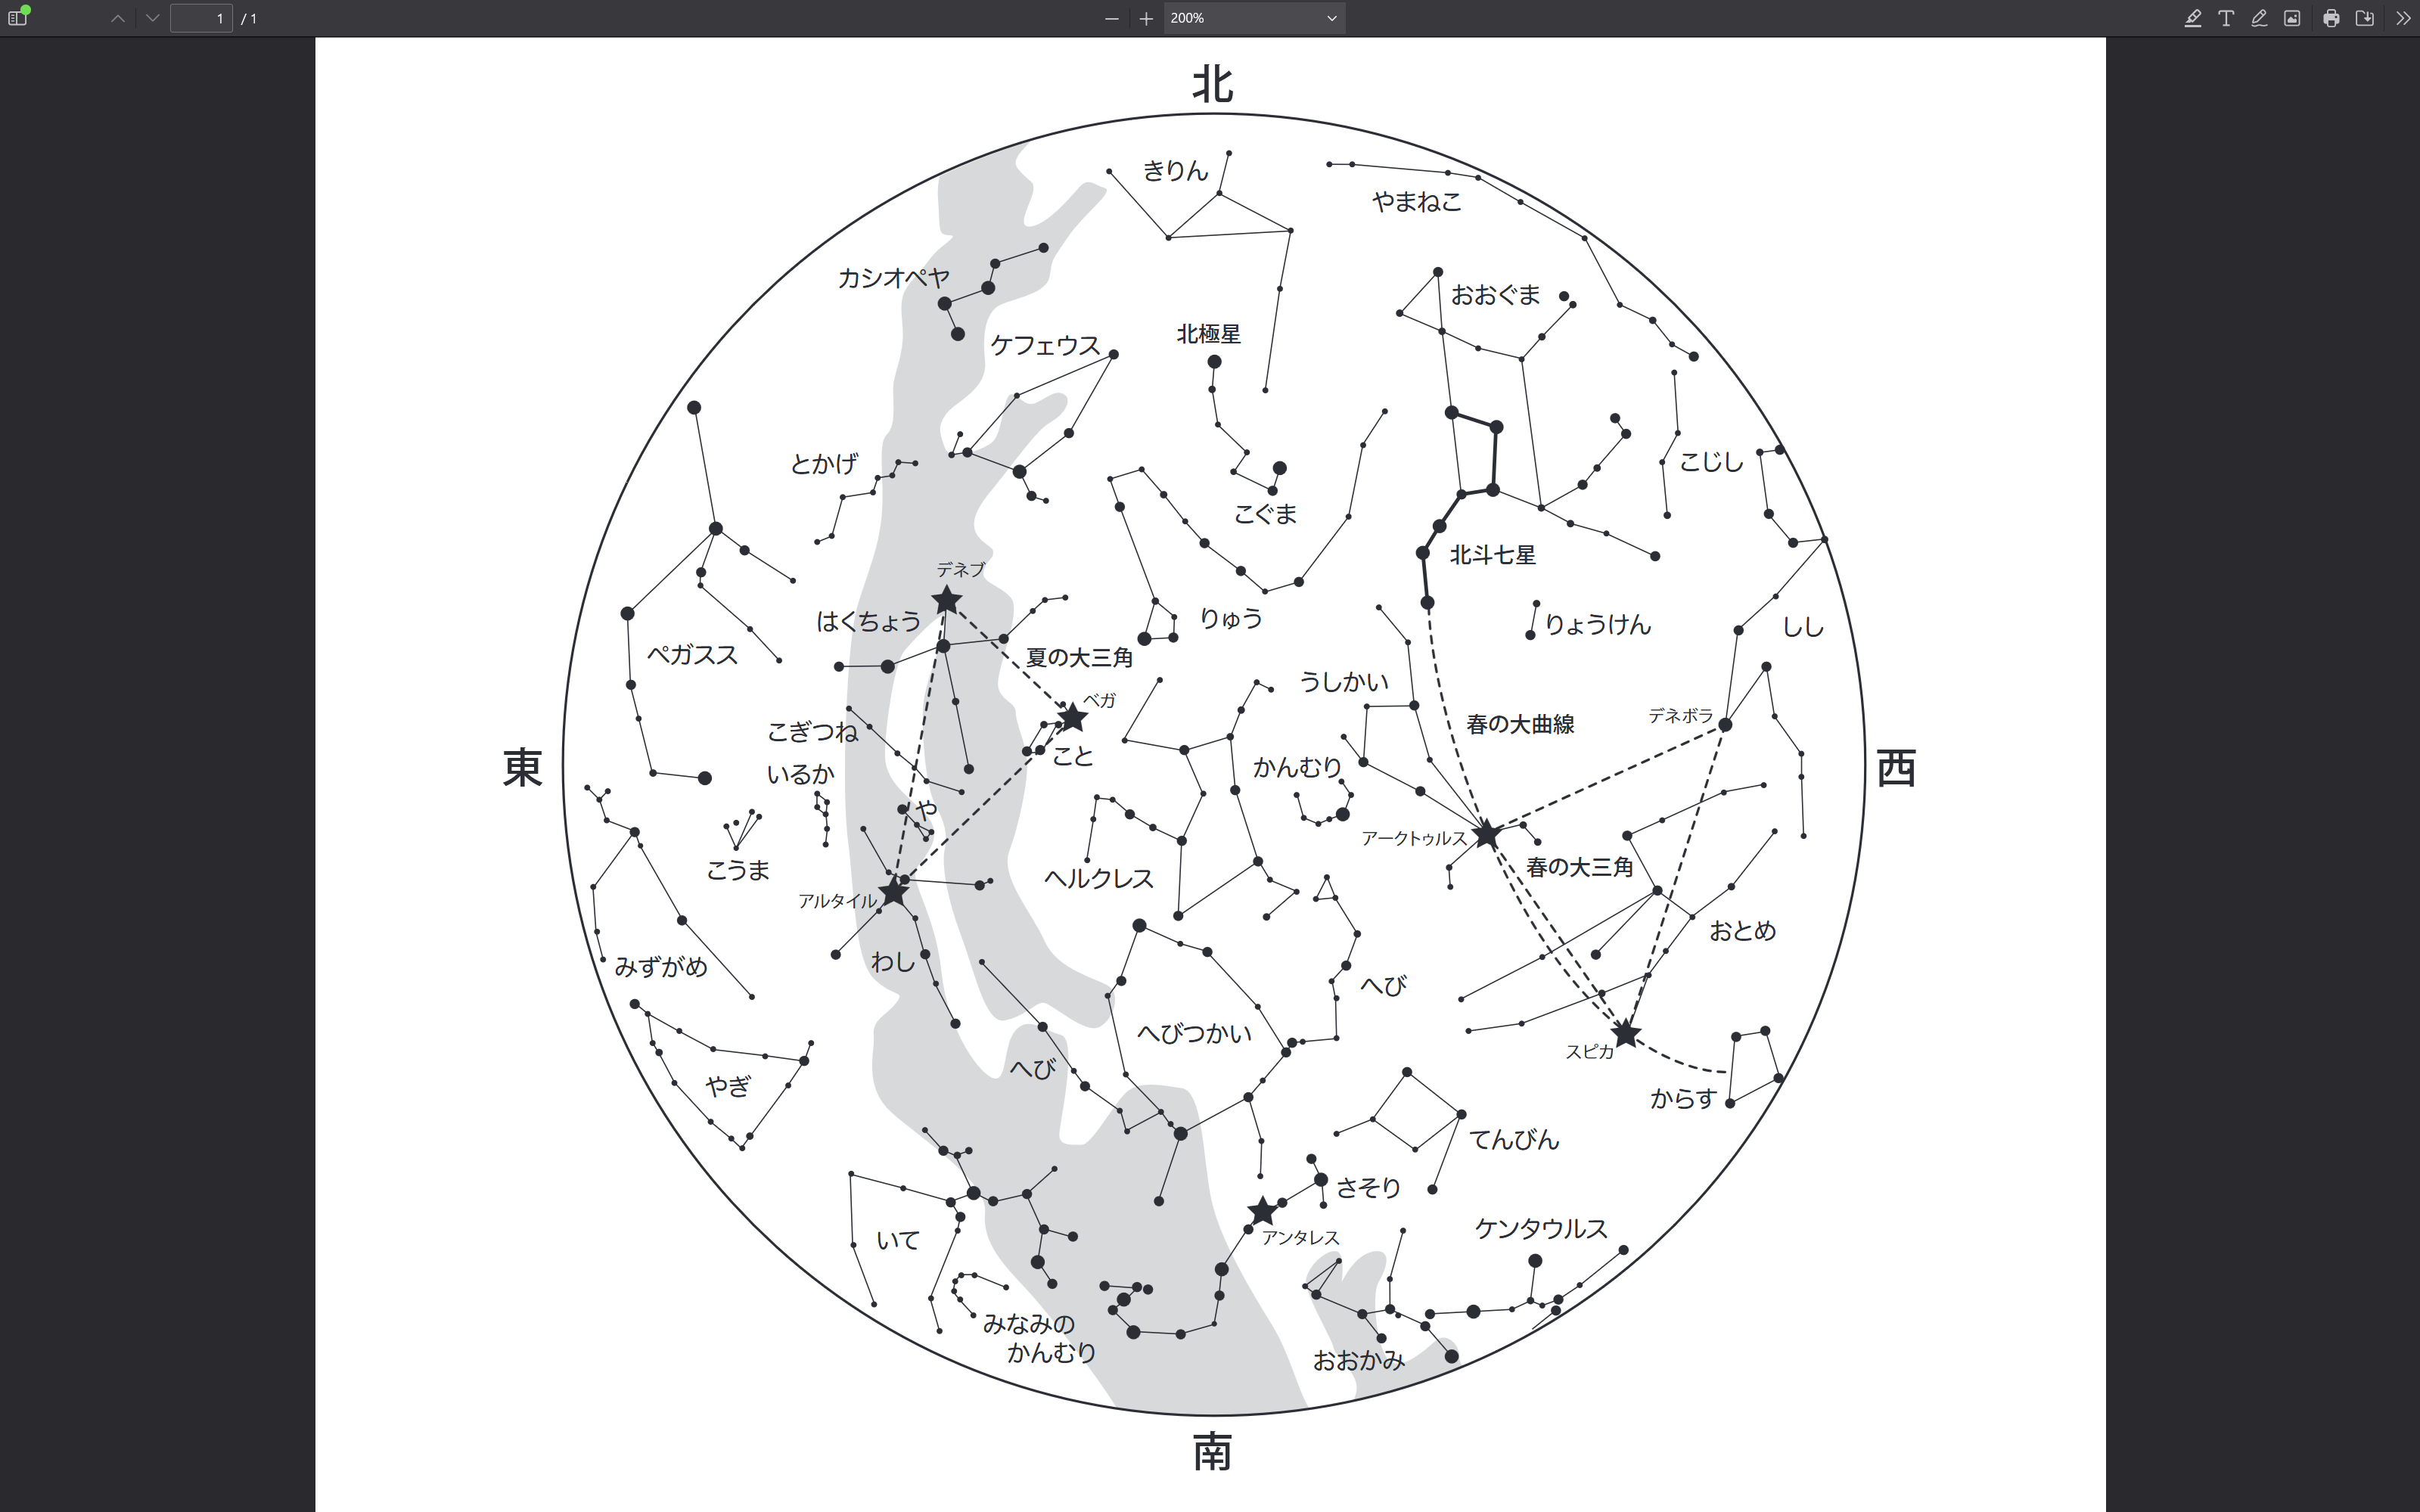 1 / 1
200%
北
きりん
やまねこ
カシオペヤ
おおぐま
北極星
ケフェウス
とかげ
こじし
こぐま
北斗七星
デネブ
はくちょう
りゅう
りょうけん
しし
ペガスス
夏の大三角
うしかい
ベガ
デネボラ
春の大曲線
こぎつね
こと
東
西
かんむり
いるか
や
アークトゥルス
春の大三角
こうま
ヘルクレス
アルタイル
おとめ
わし
みずがめ
へび
へびつかい
スピカ
へび
やぎ
からす
てんびん
さそり
いて
アンタレス
ケンタウルス
みなみの
かんむり
おおかみ
南